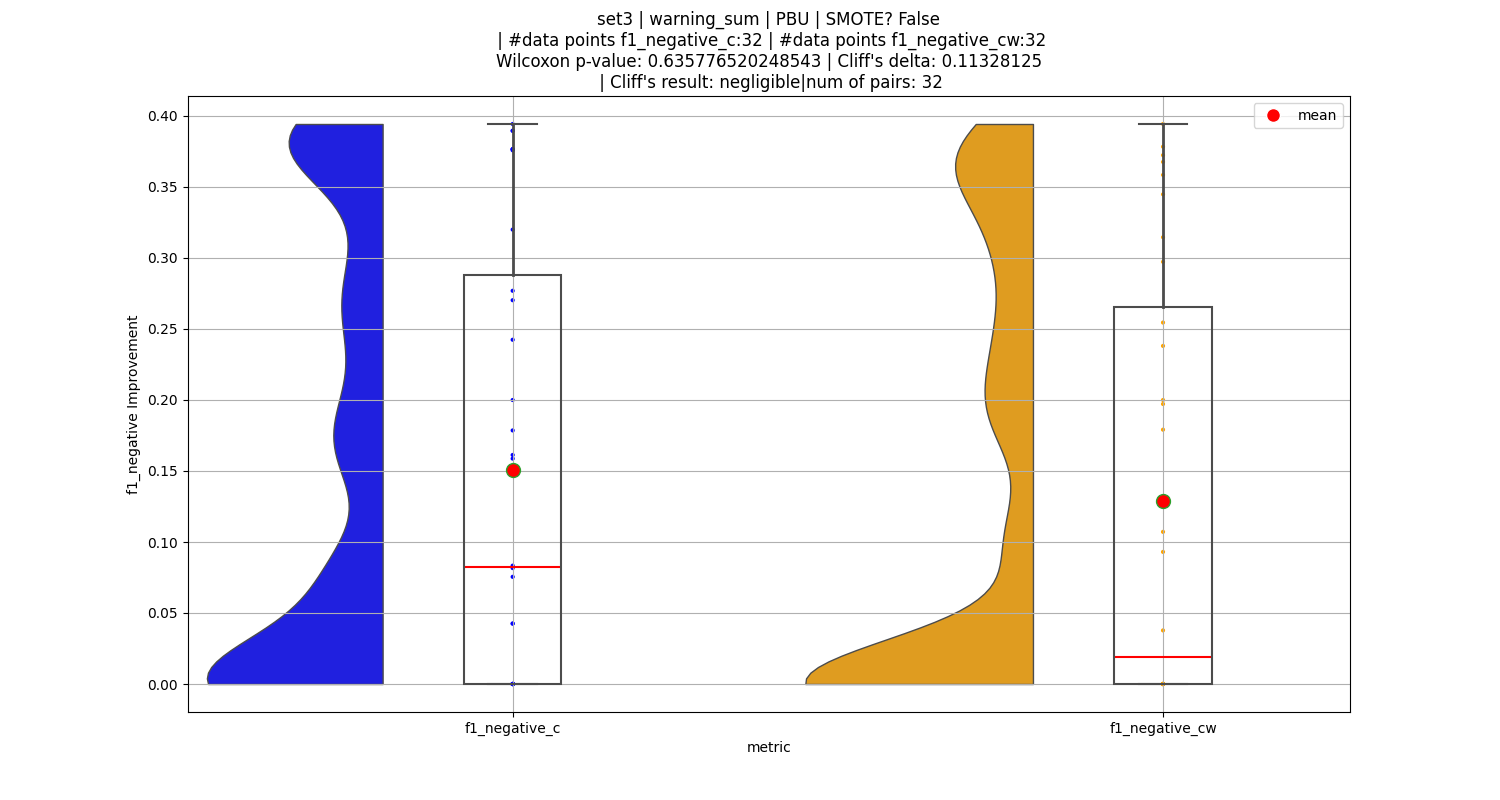 set3 | warning_sum | PBU | SMOTE? False
| #data points f1_negative_c:32 | #data points f1_negative_cw:32
Wilcoxon p-value: 0.635776520248543 | Cliff's delta: 0.11328125
| Cliff's result: negligible|num of pairs: 32
mean
0.40
0.35
0.30
0.25
0.20
0.15
0.10
0.05
0.00
f1_negative Improvement
f1_negative_c
f1_negative_cw
metric